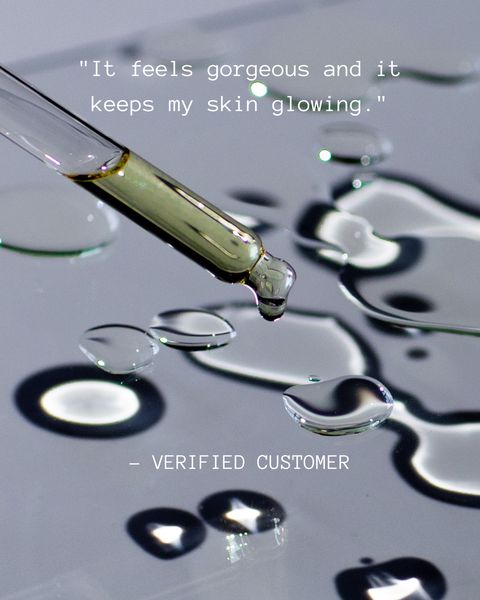 "It feels gorgeous and it
keeps my skin glowing."
– VERIFIED CUSTOMER